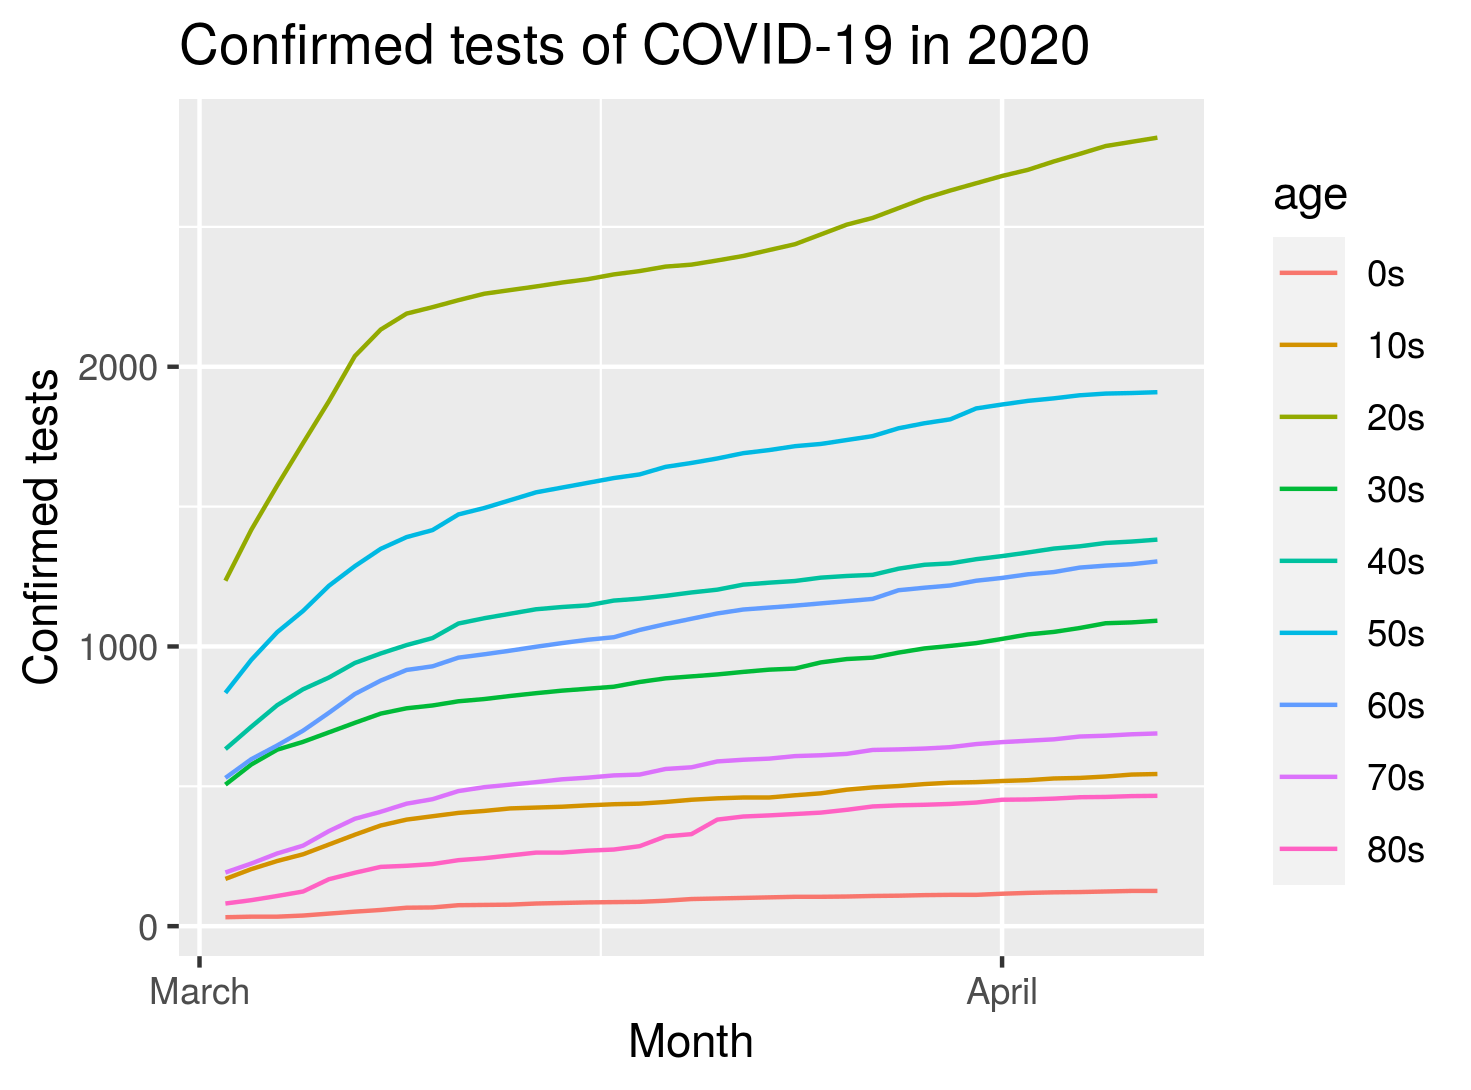 Confirmed tests of COVID-19 in 2020
Confirmed tests
2000
1000
0
March
April
Month
age
0s
10s
20s
30s
40s
50s
60s
70s
80s